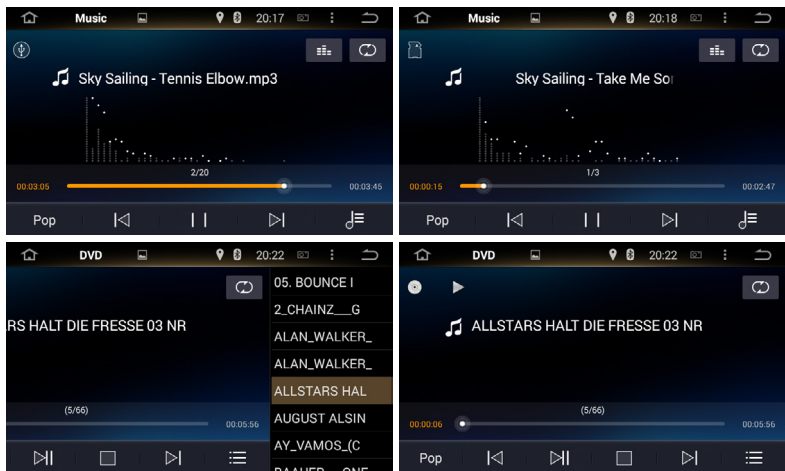 Music 20:17
Sky Sailing - Tennis Elbow.mp3
2/20
00:03:05 00:03:45
Pop
Music 20:18
Sky Sailing - Take Me So
1/3
00:00:15 00:02:47
Pop
DVD 20:22
RS HALT DIE FRESSE 03 NR
(5/66)
00:05:56
05. BOUNCE I
2_CHAINZ___G
ALAN_WALKER_
ALAN_WALKER_
ALLSTARS HAL
AUGUST ALSIN
AY_VAMOS_(C
DVD 20:22
ALLSTARS HALT DIE FRESSE 03 NR
(5/66)
00:00:06 00:05:56
Pop